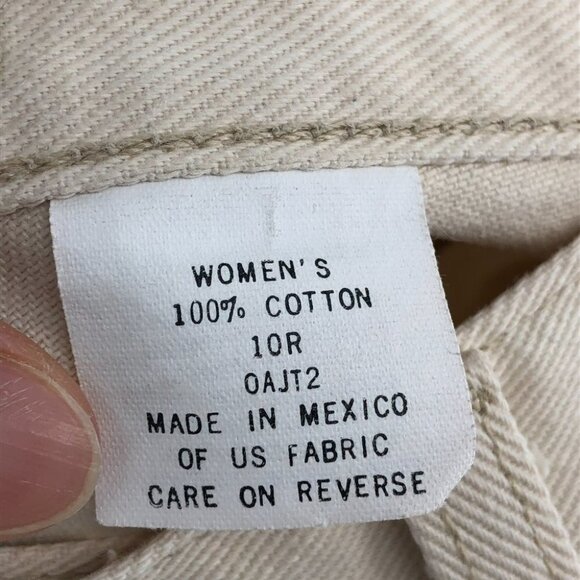 WOMEN'S
100% COTTON
10R
0AJT2
MADE IN MEXICO
OF US FABRIC
CARE ON REVERSE